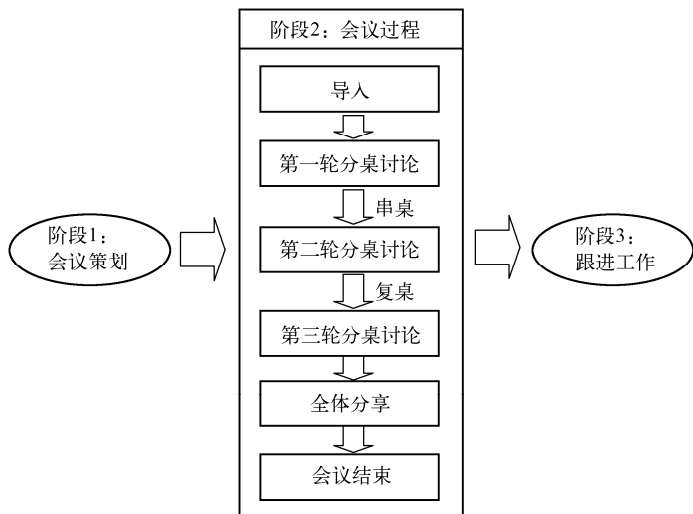 阶段2：会议过程
导入
第一轮分桌讨论
串桌
阶段1：
会议策划
第二轮分桌讨论
阶段3：
跟进工作
复桌
第三轮分桌讨论
全体分享
会议结束